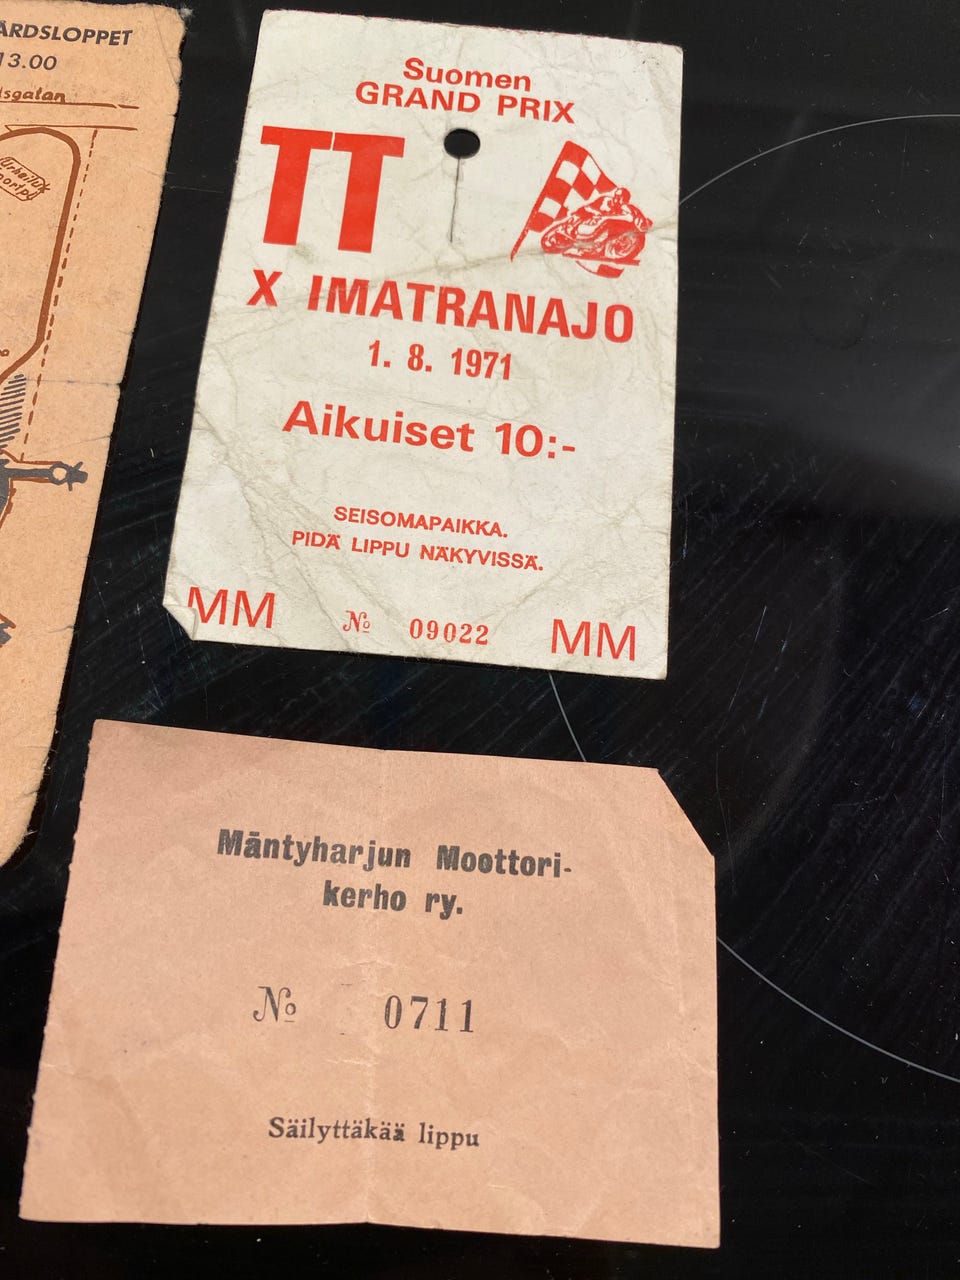 ÄRDSLOPPET
13.00
sgatan
Suomen
GRAND PRIX
TT
X IMATRANAJO
1. 8. 1971
Aikuiset 10:-
SEISOMAPAIKKA.
PIDÄ LIPPU NÄKYVISSÄ.
MM № 09022 MM
Mäntyharjun Moottori-
kerho ry.
№ 0711
Säilyttäkää lippu